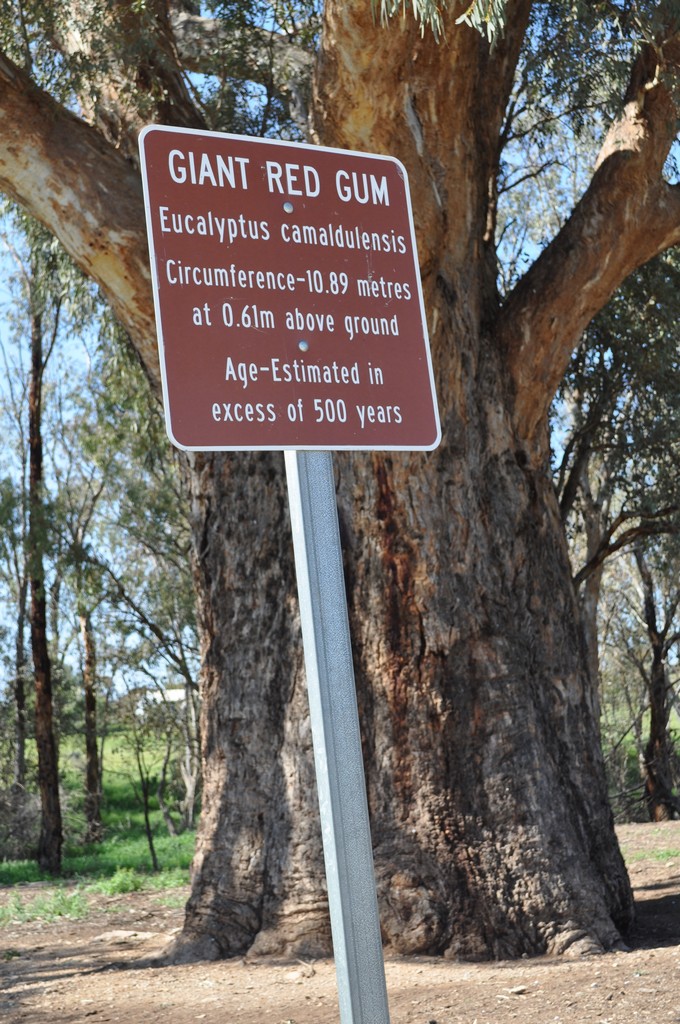 GIANT RED GUM
Eucalyptus camaldulensis
Circumference-10.89 metres
at 0.61m above ground
Age-Estimated in
excess of 500 years